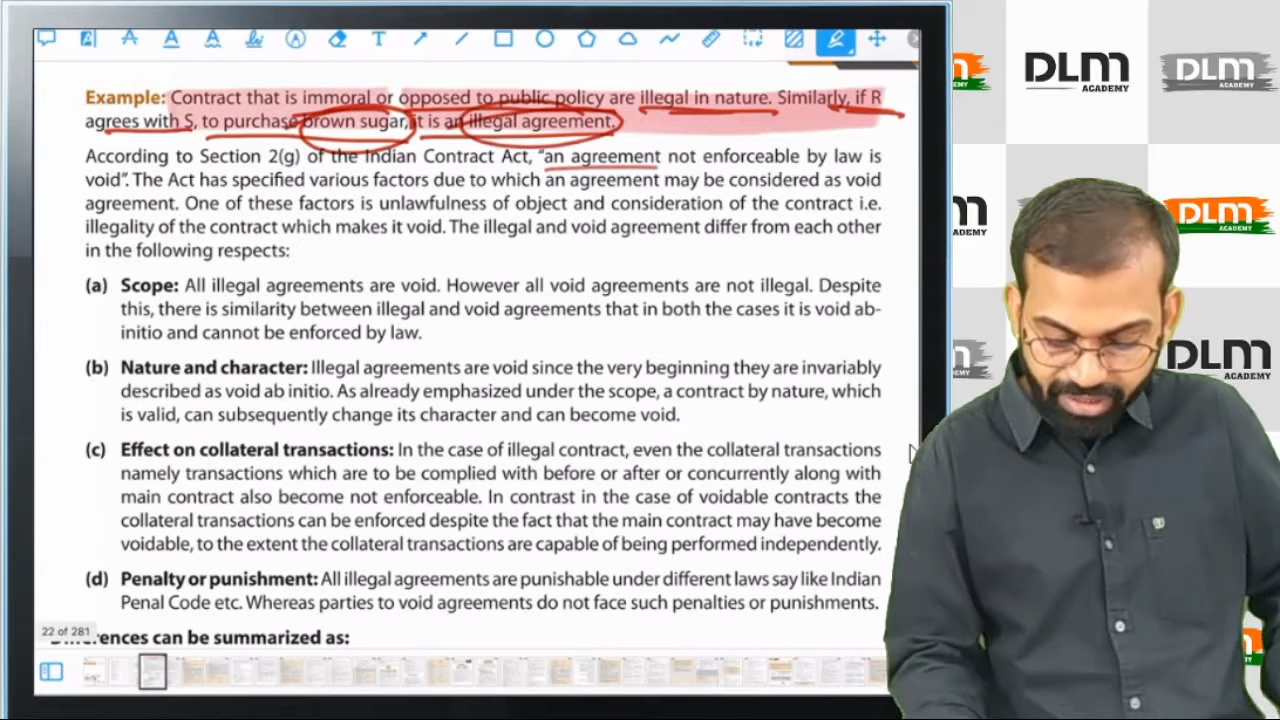 Example: Contract that is immoral or opposed to public policy are illegal in nature. Similarly, if R
agrees with S, to purchase brown sugar, it is an illegal agreement.
According to Section 2(g) of the Indian Contract Act, “an agreement not enforceable by law is
void”. The Act has specified various factors due to which an agreement may be considered as void
agreement. One of these factors is unlawfulness of object and consideration of the contract i.e.
illegality of the contract which makes it void. The illegal and void agreement differ from each other
in the following respects:
(a) Scope: All illegal agreements are void. However all void agreements are not illegal. Despite
this, there is similarity between illegal and void agreements that in both the cases it is void ab-
initio and cannot be enforced by law.
(b) Nature and character: Illegal agreements are void since the very beginning they are invariably
described as void ab initio. As already emphasized under the scope, a contract by nature, which
is valid, can subsequently change its character and can become void.
(c) Effect on collateral transactions: In the case of illegal contract, even the collateral transactions
namely transactions which are to be complied with before or after or concurrently along with
main contract also become not enforceable. In contrast in the case of voidable contracts the
collateral transactions can be enforced despite the fact that the main contract may have become
voidable, to the extent the collateral transactions are capable of being performed independently.
(d) Penalty or punishment: All illegal agreements are punishable under different laws say like Indian
Penal Code etc. Whereas parties to void agreements do not face such penalties or punishments.
22 of 281
erences can be summarized as:
DLM
ACADEMY
DLM
ACADEMY
DLM
ACADEMY
DLM
ACADEMY